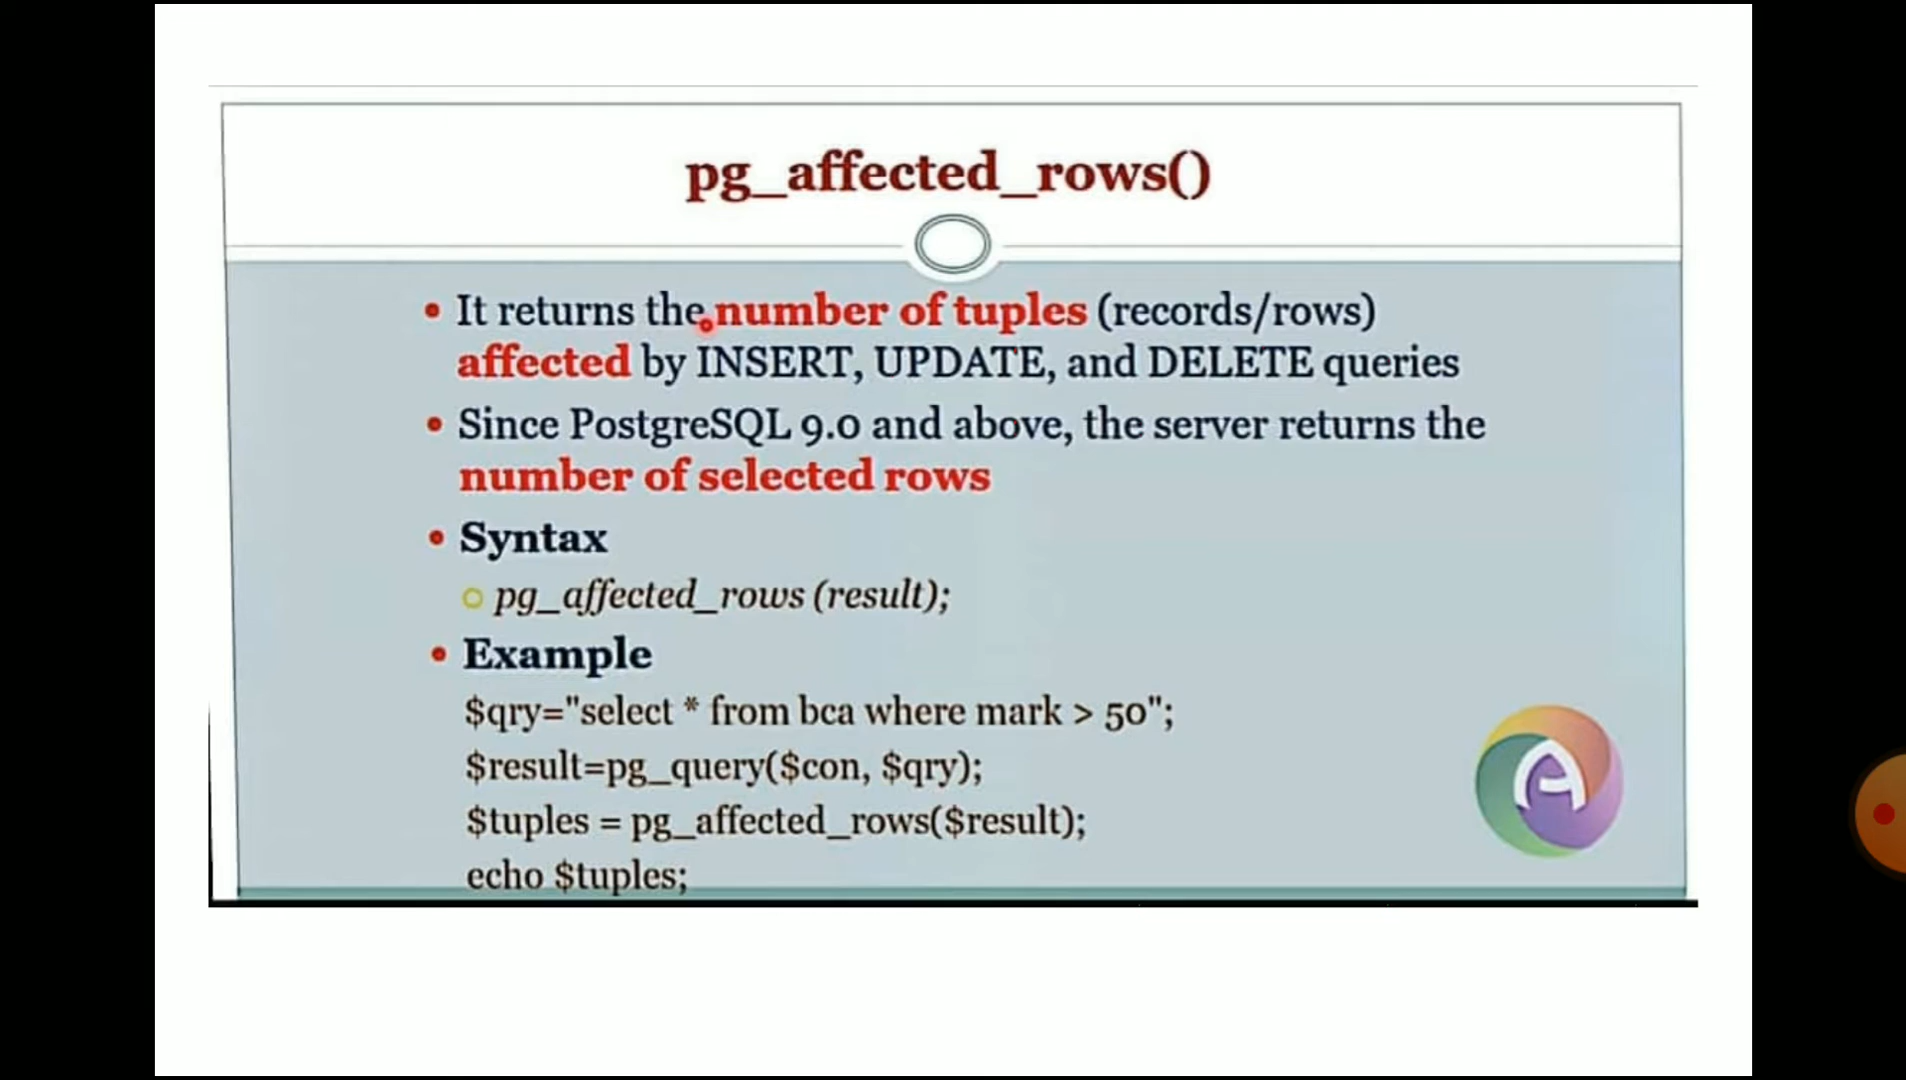 pg_affected_rows()
• It returns the number of tuples (records/rows)
affected by INSERT, UPDATE, and DELETE queries
• Since PostgreSQL 9.0 and above, the server returns the
number of selected rows
• Syntax
pg_affected_rows (result);
• Example
$qry="select * from bca where mark > 50";
$result=pg_query($con, $qry);
$tuples = pg_affected_rows($result);
echo $tuples;